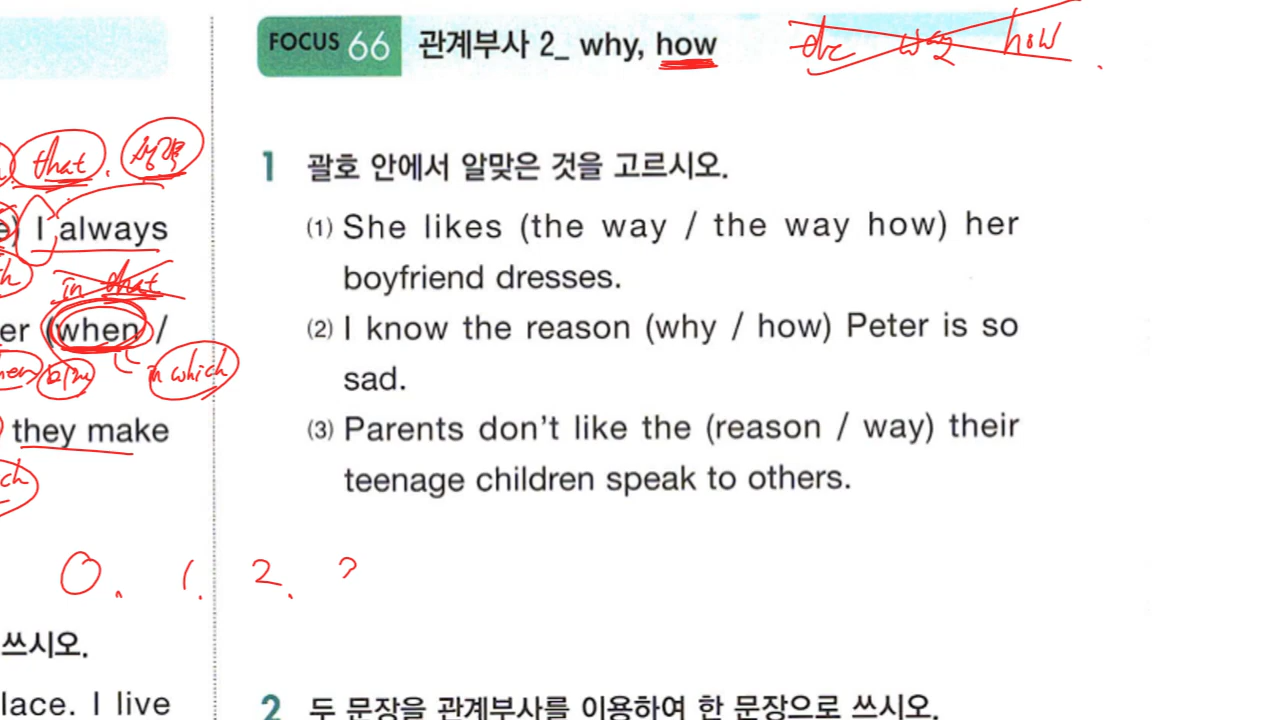 FOCUS 66 관계부사 2_ why, how
the way how
that. 생략
1 괄호 안에서 알맞은 것을 고르시오.
(1) She likes (the way / the way how) her
boyfriend dresses.
(2) I know the reason (why / how) Peter is so
sad.
(3) Parents don't like the (reason / way) their
teenage children speak to others.
I always
in that
er (when /
in which
they make
0. 1. 2. ?
쓰시오.
lace. I live
2 두 문장을 관계부사를 이용하여 한 문장으로 쓰시오.